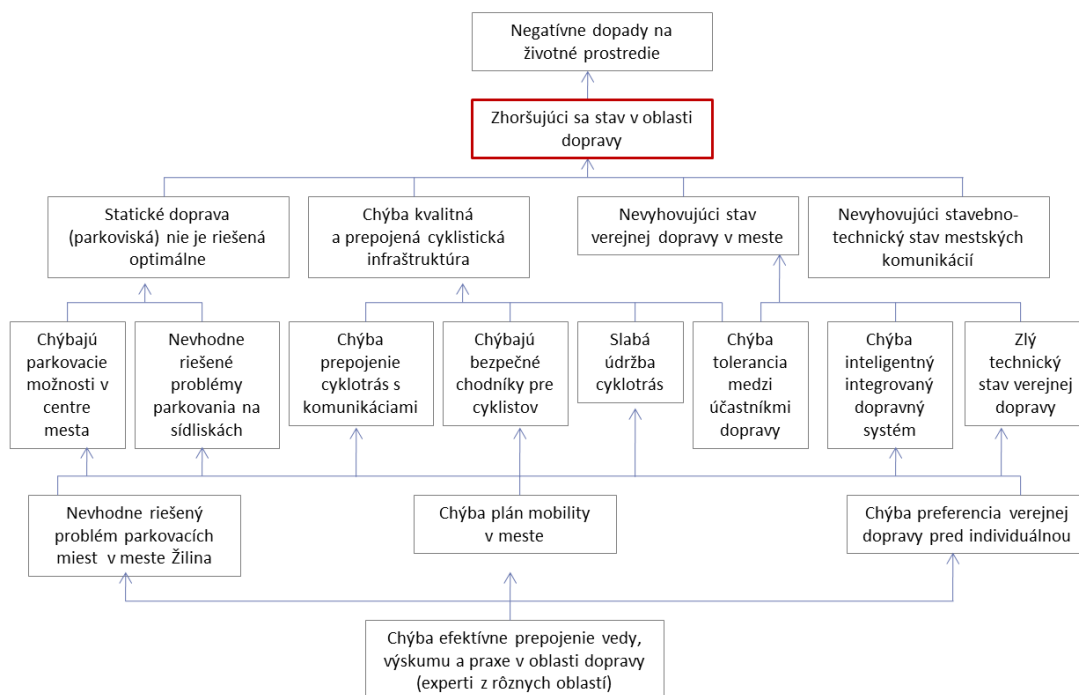 Negatívne dopady na
životné prostredie
Zhoršujúci sa stav v oblasti
dopravy
Statické doprava
(parkoviská) nie je riešená
optimálne
Chýba kvalitná
a prepojená cyklistická
infraštruktúra
Nevyhovujúci stav
verejnej dopravy v meste
Nevyhovujúci stavebno-
technický stav mestských
komunikácií
Chýbajú
parkovacie
možnosti v
centre
mesta
Nevhodne
riešené
problémy
parkovania na
sídliskách
Chýba
prepojenie
cyklotrás s
komunikáciami
Chýbajú
bezpečné
chodníky pre
cyklistov
Slabá
údržba
cyklotrás
Chýba
tolerancia
medzi
účastníkmi
dopravy
Chýba
inteligentný
integrovaný
dopravný
systém
Zlý
technický
stav verejnej
dopravy
Nevhodne riešený
problém parkovacích
miest v meste Žilina
Chýba plán mobility
v meste
Chýba preferencia verejnej
dopravy pred individuálnou
Chýba efektívne prepojenie vedy,
výskumu a praxe v oblasti dopravy
(experti z rôznych oblastí)